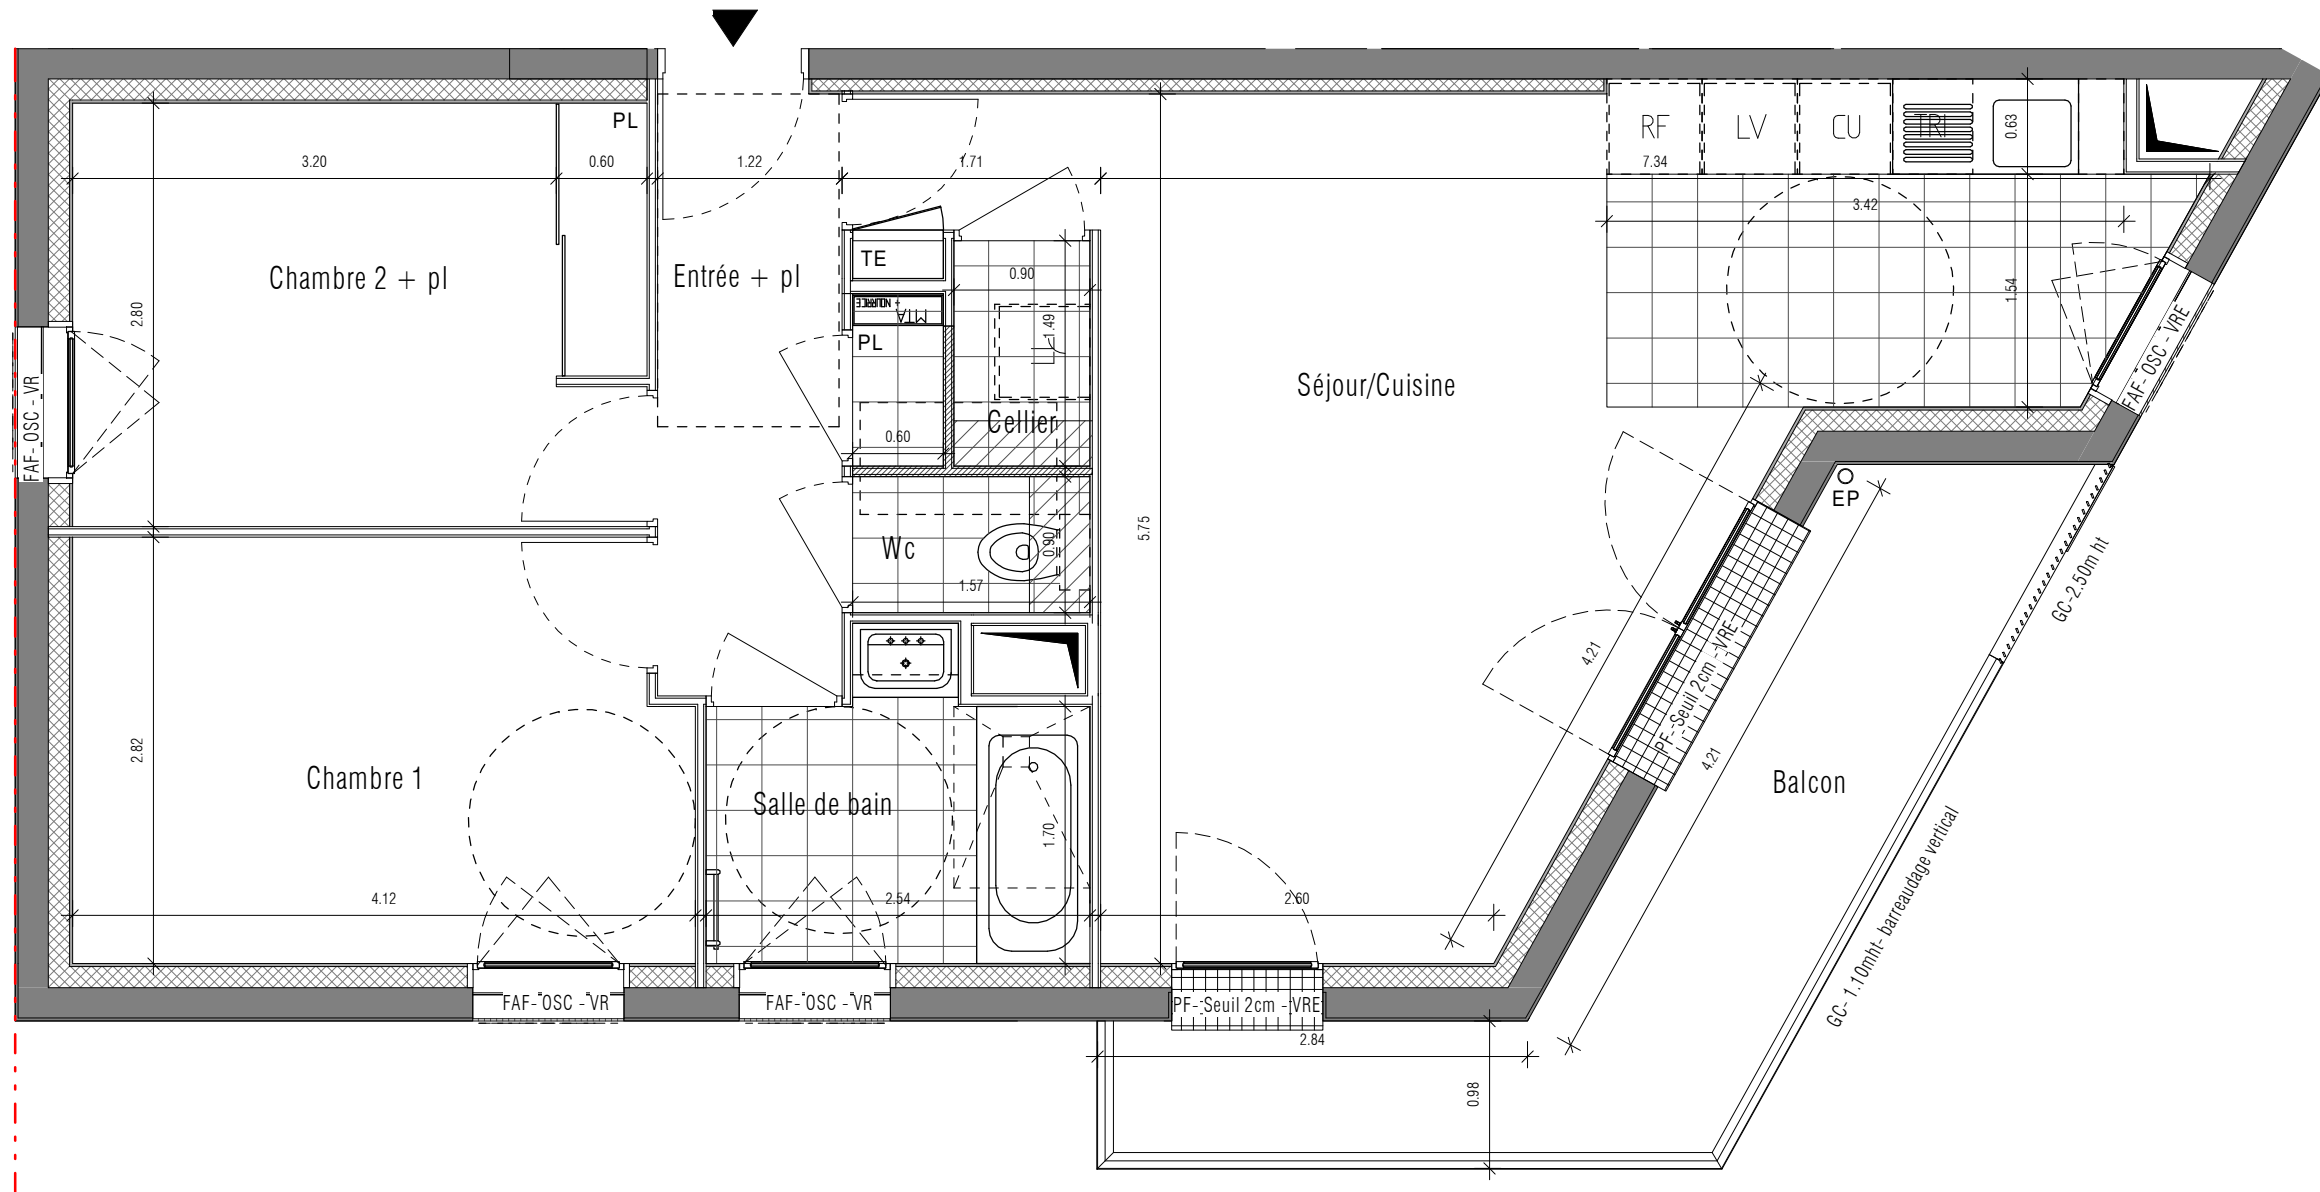 PL
RF
LV
CU
TRI
0.63
3.20
0.60
1.22
1.71
7.34
3.42
TE
Chambre 2 + pl
Entrée + pl
0.90
1.54
2.80
MTA
+ NOURRICE
PL
LL
1.49
FAF- OSC - VRE
FAF- OSC - VR
Séjour/Cuisine
Cellier
0.60
EP
5.75
Wc
0.90
1.57
GC-2.50m ht
4.21
PF- Seuil 2cm - VRE
4.21
2.82
Chambre 1
Salle de bain
1.70
Balcon
4.12
2.54
2.60
GC- 1.10mht- barreaudage vertical
FAF- OSC - VR
FAF- OSC - VR
PF- Seuil 2cm - VRE
2.84
0.98